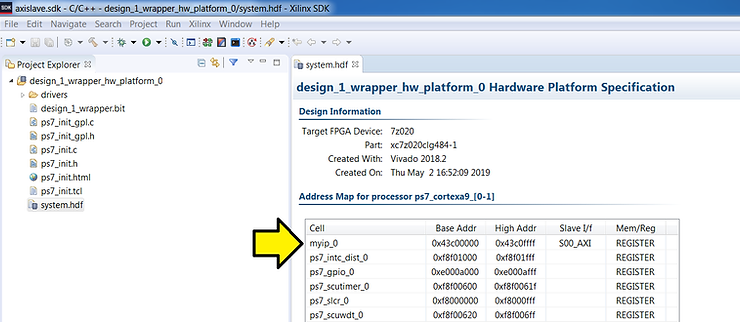 SDK axislave.sdk - C/C++ - design_1_wrapper_hw_platform_0/system.hdf - Xilinx SDK
File Edit Navigate Search Project Run Xilinx Window Help
Project Explorer
design_1_wrapper_hw_platform_0
drivers
design_1_wrapper.bit
ps7_init_gpl.c
ps7_init_gpl.h
ps7_init.c
ps7_init.h
ps7_init.html
ps7_init.tcl
system.hdf
system.hdf
design_1_wrapper_hw_platform_0 Hardware Platform Specification
Design Information
Target FPGA Device: 7z020
Part: xc7z020clg484-1
Created With: Vivado 2018.2
Created On: Thu May 2 16:52:09 2019
Address Map for processor ps7_cortexa9_[0-1]
Cell Base Addr High Addr Slave I/f Mem/Reg
myip_0 0x43c00000 0x43c0ffff S00_AXI REGISTER
ps7_intc_dist_0 0xf8f01000 0xf8f01fff REGISTER
ps7_gpio_0 0xe000a000 0xe000afff REGISTER
ps7_scutimer_0 0xf8f00600 0xf8f0061f REGISTER
ps7_slcr_0 0xf8000000 0xf8000fff REGISTER
ps7_scuwdt_0 0xf8f00620 0xf8f006ff REGISTER